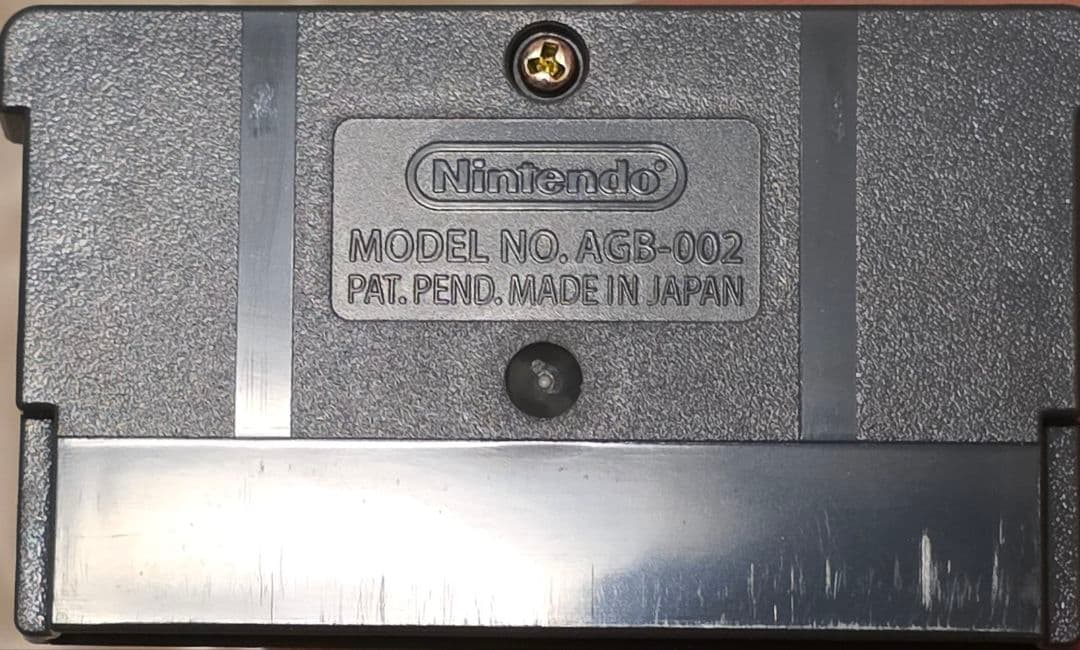 Nintendo®
MODEL NO. AGB-002
PAT. PEND. MADE IN JAPAN